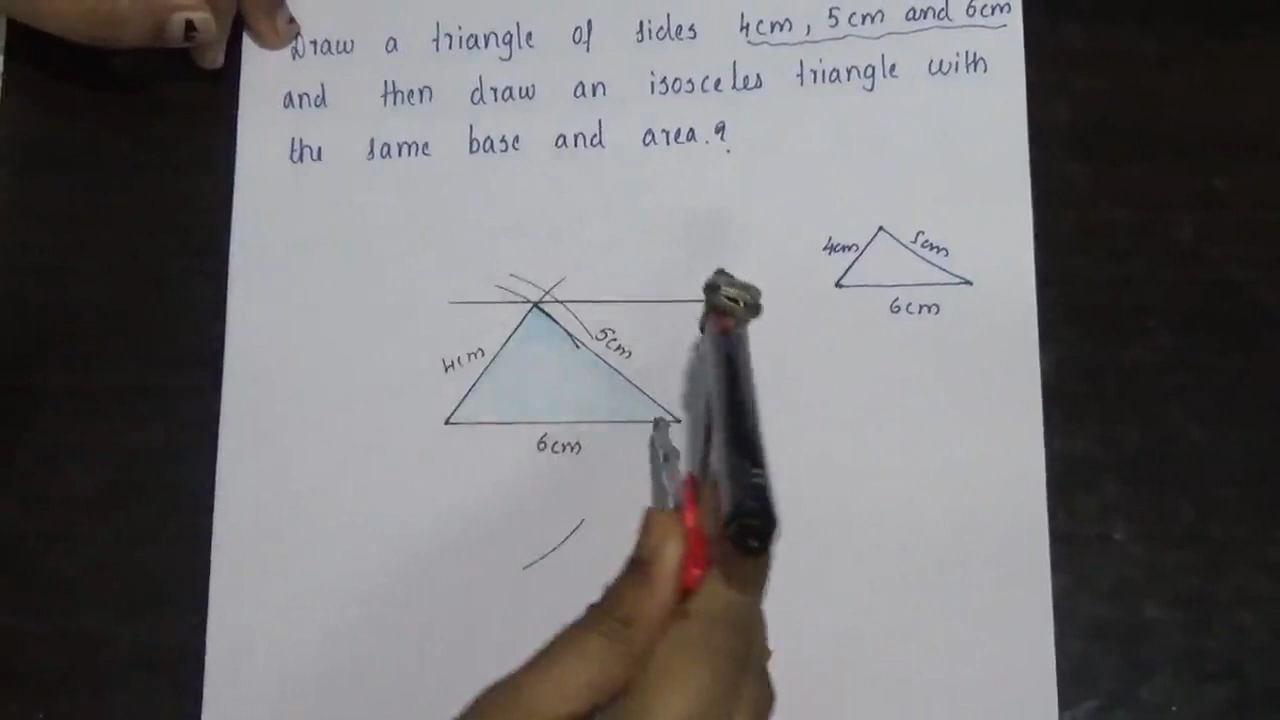 Draw a triangle of sides 4cm, 5cm and 6cm
and then draw an isosceles triangle with
the same base and area.?
4cm
5cm
6cm
4cm
5cm
6cm